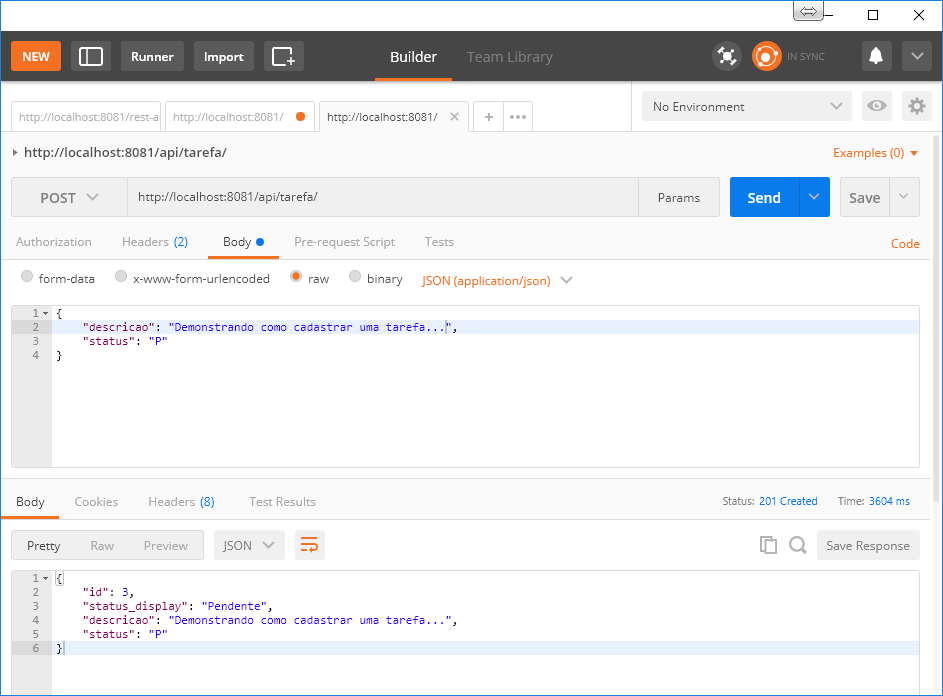 NEW Runner Import Builder Team Library IN SYNC
http://localhost:8081/rest-a http://localhost:8081/ http://localhost:8081/ No Environment
http://localhost:8081/api/tarefa/ Examples (0)
POST http://localhost:8081/api/tarefa/ Params Send Save
Authorization Headers (2) Body Pre-request Script Tests Code
form-data x-www-form-urlencoded raw binary JSON (application/json)
1 {
2 "descricao": "Demonstrando como cadastrar uma tarefa...",
3 "status": "P"
4 }
Body Cookies Headers (8) Test Results Status: 201 Created Time: 3604 ms
Pretty Raw Preview JSON Save Response
1 {
2 "id": 3,
3 "status_display": "Pendente",
4 "descricao": "Demonstrando como cadastrar uma tarefa...",
5 "status": "P"
6 }